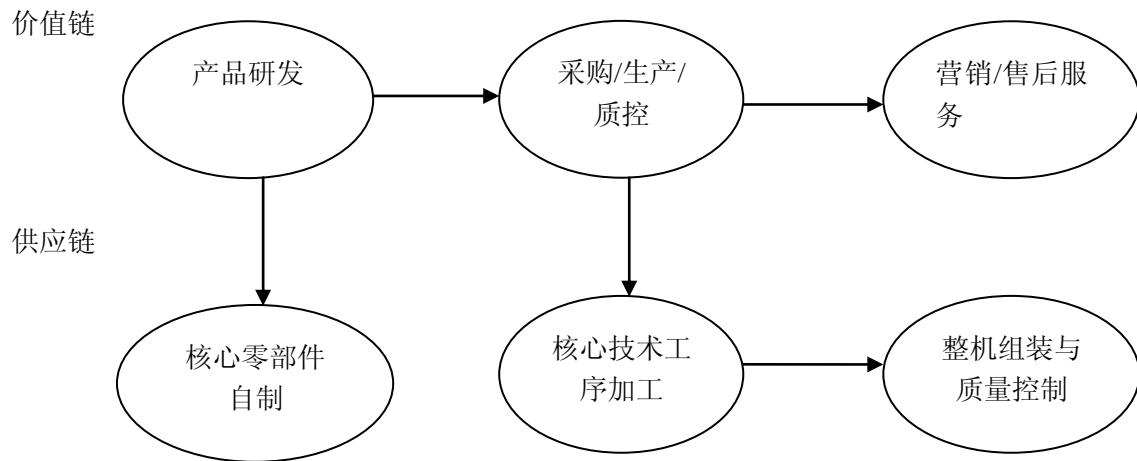 价值链
产品研发
采购/生产/
质控
营销/售后服
务
供应链
核心零部件
自制
核心技术工
序加工
整机组装与
质量控制